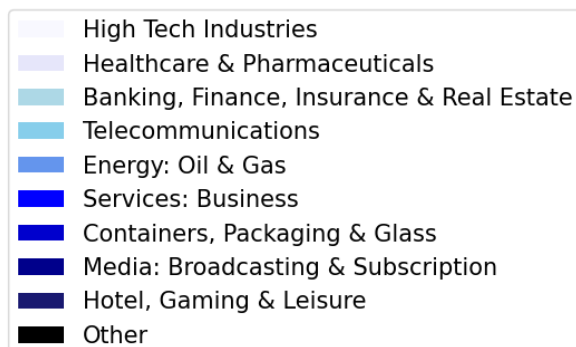 High Tech Industries
Healthcare & Pharmaceuticals
Banking, Finance, Insurance & Real Estate
Telecommunications
Energy: Oil & Gas
Services: Business
Containers, Packaging & Glass
Media: Broadcasting & Subscription
Hotel, Gaming & Leisure
Other